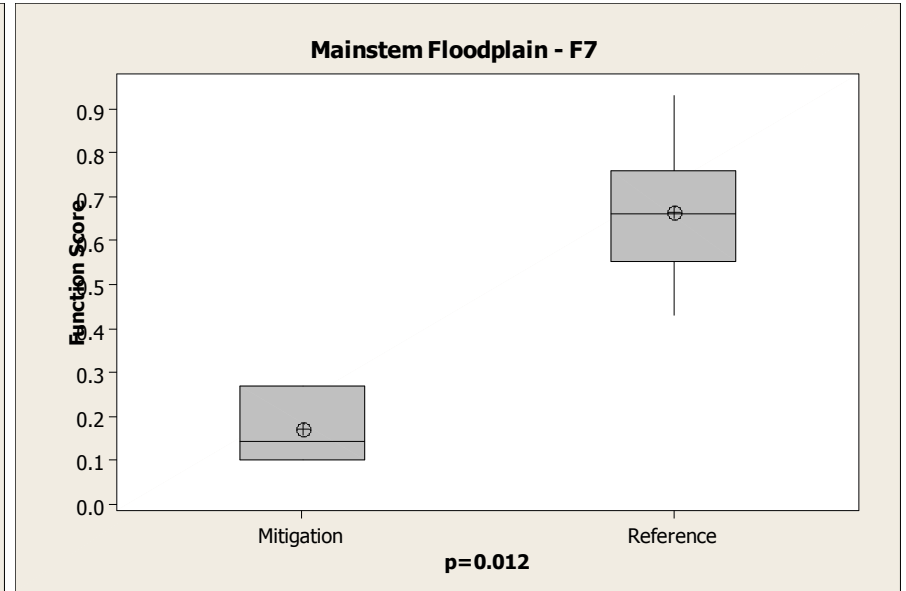 Mainstem Floodplain - F7
Function Score
0.9
0.8
0.7
0.6
0.5
0.4
0.3
0.2
0.1
0.0
Mitigation Reference
p=0.012